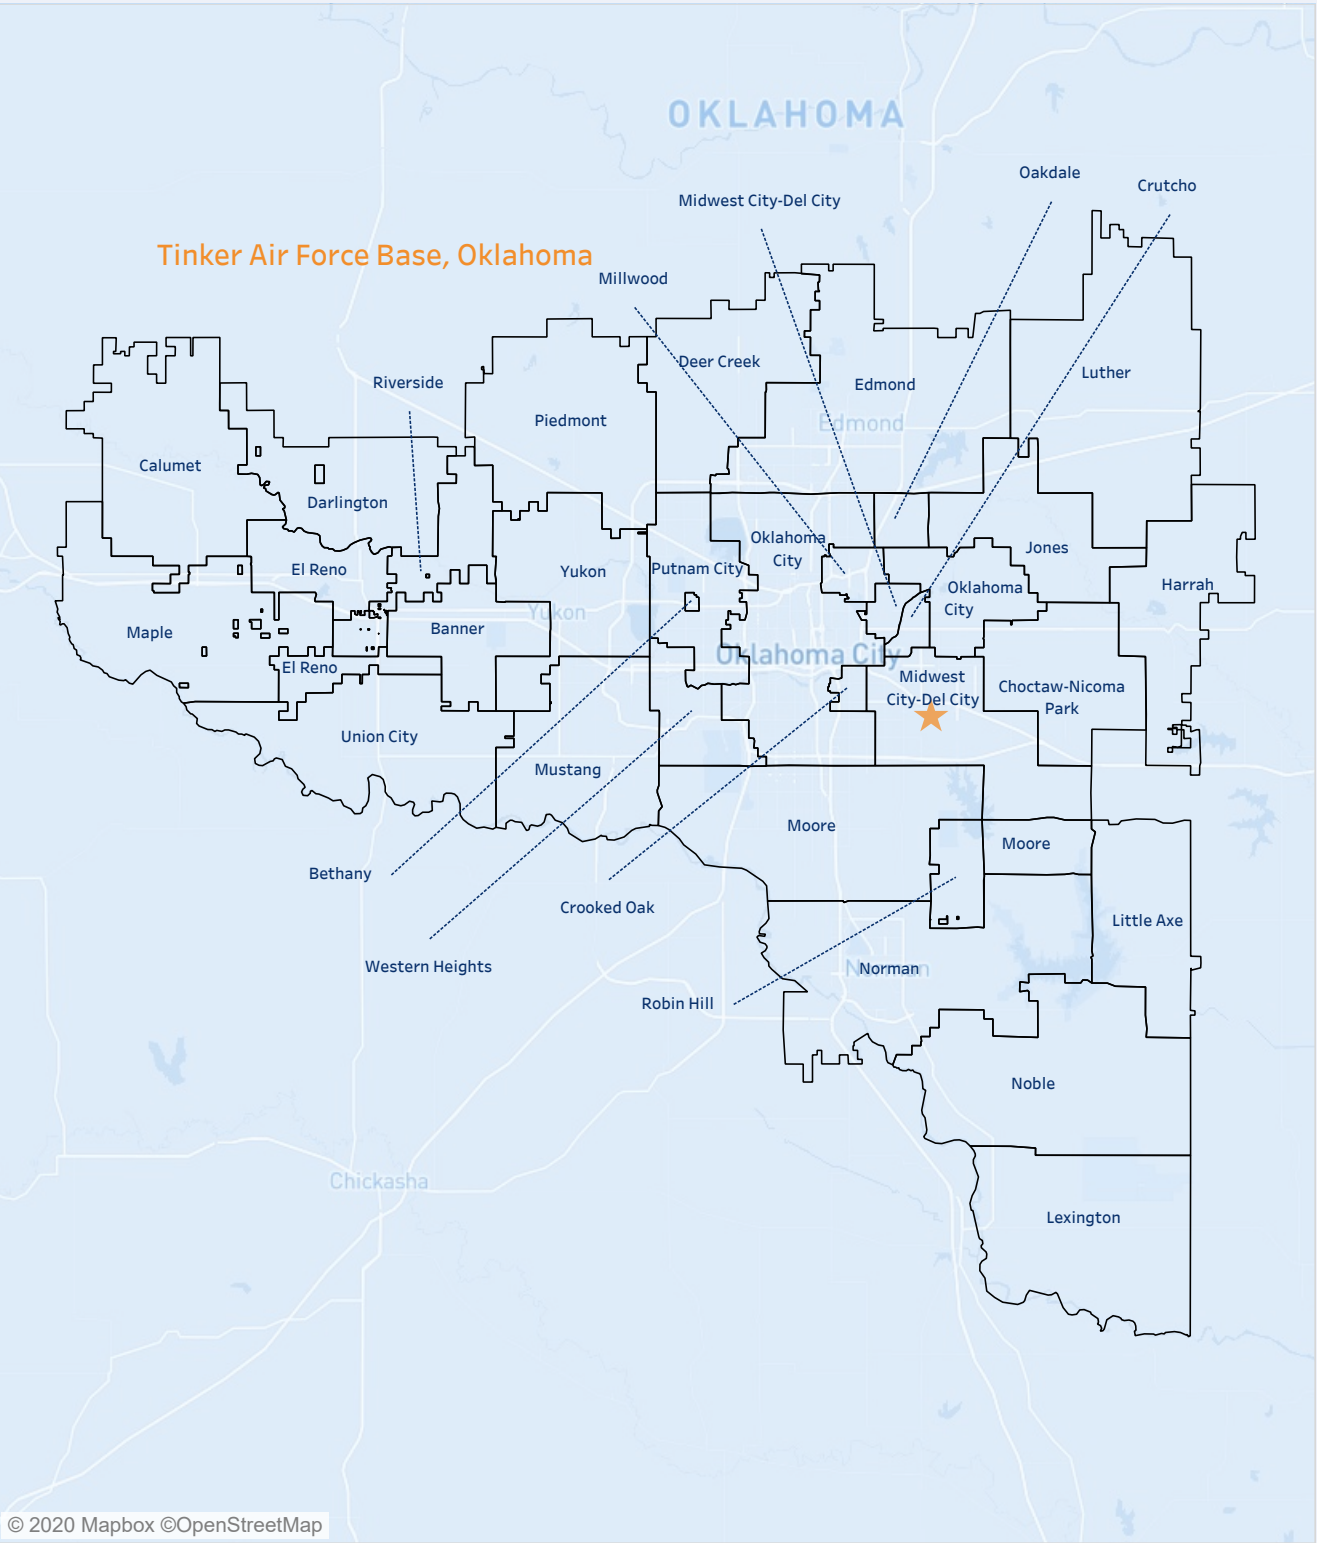 OKLAHOMA
Oakdale
Crutcho
Midwest City-Del City
Tinker Air Force Base, Oklahoma
Millwood
Deer Creek
Riverside
Luther
Edmond
Piedmont
Edmond
Calumet
Darlington
Oklahoma
City
Jones
El Reno
Yukon
Putnam City
Oklahoma
City
Harrah
Yukon
Maple
Banner
Oklahoma City
El Reno
Midwest
City-Del City
Choctaw-Nicoma
Park
Union City
Mustang
Moore
Moore
Bethany
Crooked Oak
Little Axe
Western Heights
Norman
Norman
Robin Hill
Noble
Chickasha
Lexington
© 2020 Mapbox ©OpenStreetMap